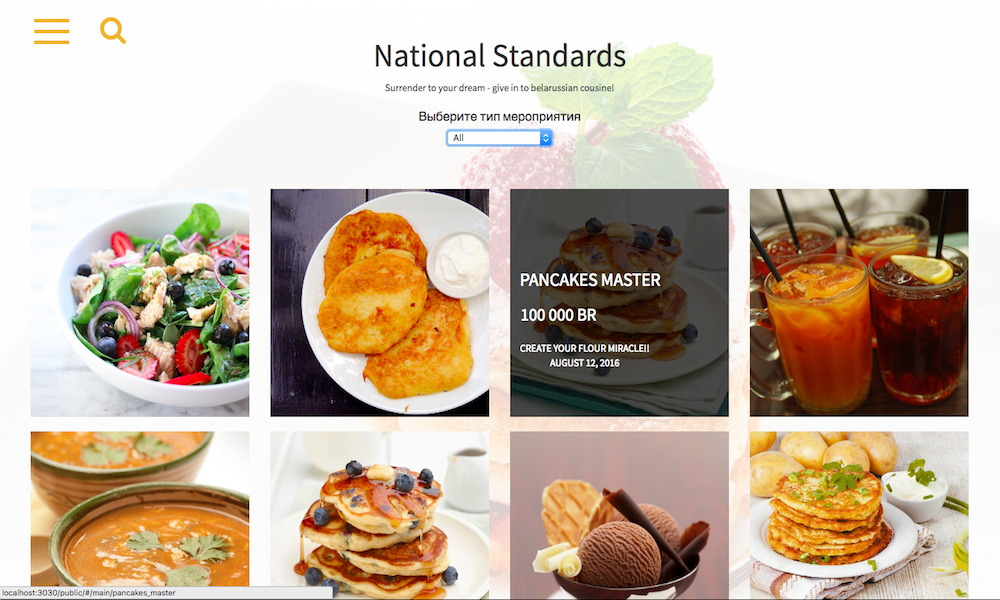 National Standards
Surrender to your dream - give in to belarussian cousine!
Выберите тип мероприятия
All
PANCAKES MASTER
100 000 BR
CREATE YOUR FLOUR MIRACLE!!
AUGUST 12, 2016
localhost:3030/public/#/main/pancakes_master